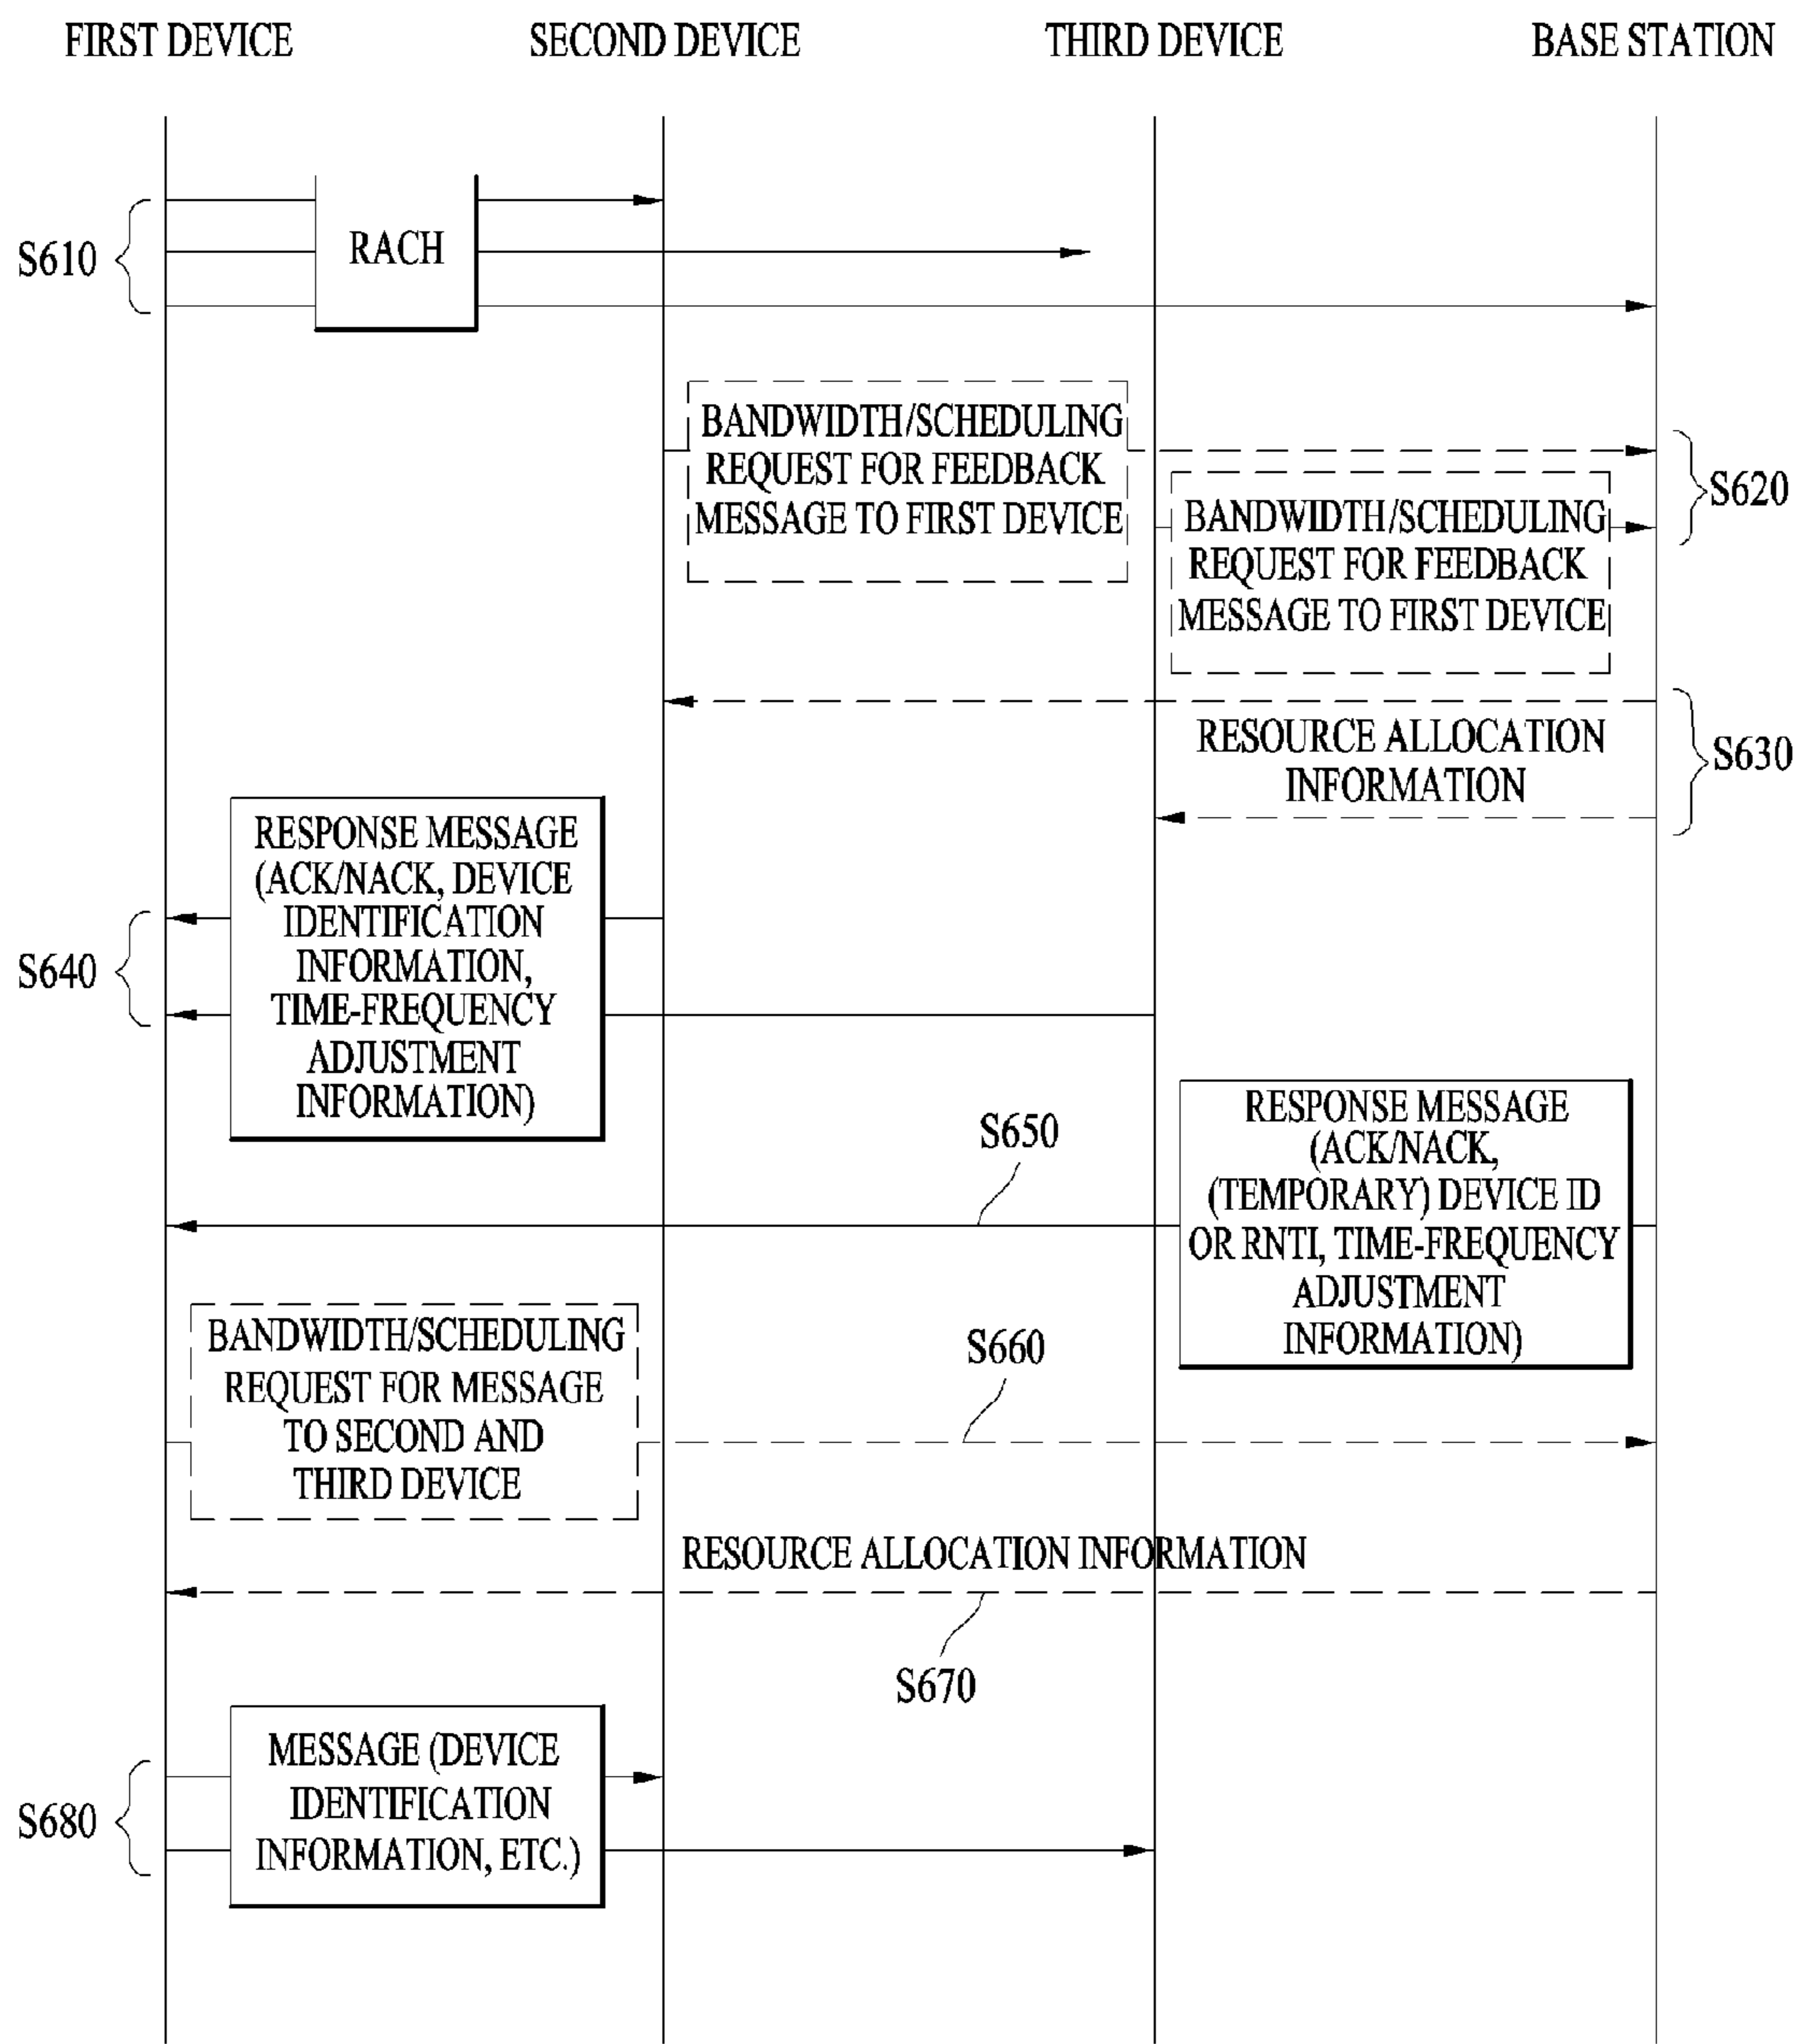 FIRST DEVICE
SECOND DEVICE
THIRD DEVICE
BASE STATION
S610
RACH
BANDWIDTH/SCHEDULING
REQUEST FOR FEEDBACK
MESSAGE TO FIRST DEVICE
BANDWIDTH/SCHEDULING
REQUEST FOR FEEDBACK
MESSAGE TO FIRST DEVICE
S620
RESOURCE ALLOCATION
INFORMATION
S630
RESPONSE MESSAGE
(ACK/NACK, DEVICE
IDENTIFICATION
INFORMATION,
TIME-FREQUENCY
ADJUSTMENT
INFORMATION)
S640
S650
RESPONSE MESSAGE
(ACK/NACK,
(TEMPORARY) DEVICE ID
OR RNTI, TIME-FREQUENCY
ADJUSTMENT
INFORMATION)
BANDWIDTH/SCHEDULING
REQUEST FOR MESSAGE
TO SECOND AND
THIRD DEVICE
S660
RESOURCE ALLOCATION INFORMATION
S670
S680
MESSAGE (DEVICE
IDENTIFICATION
INFORMATION, ETC.)